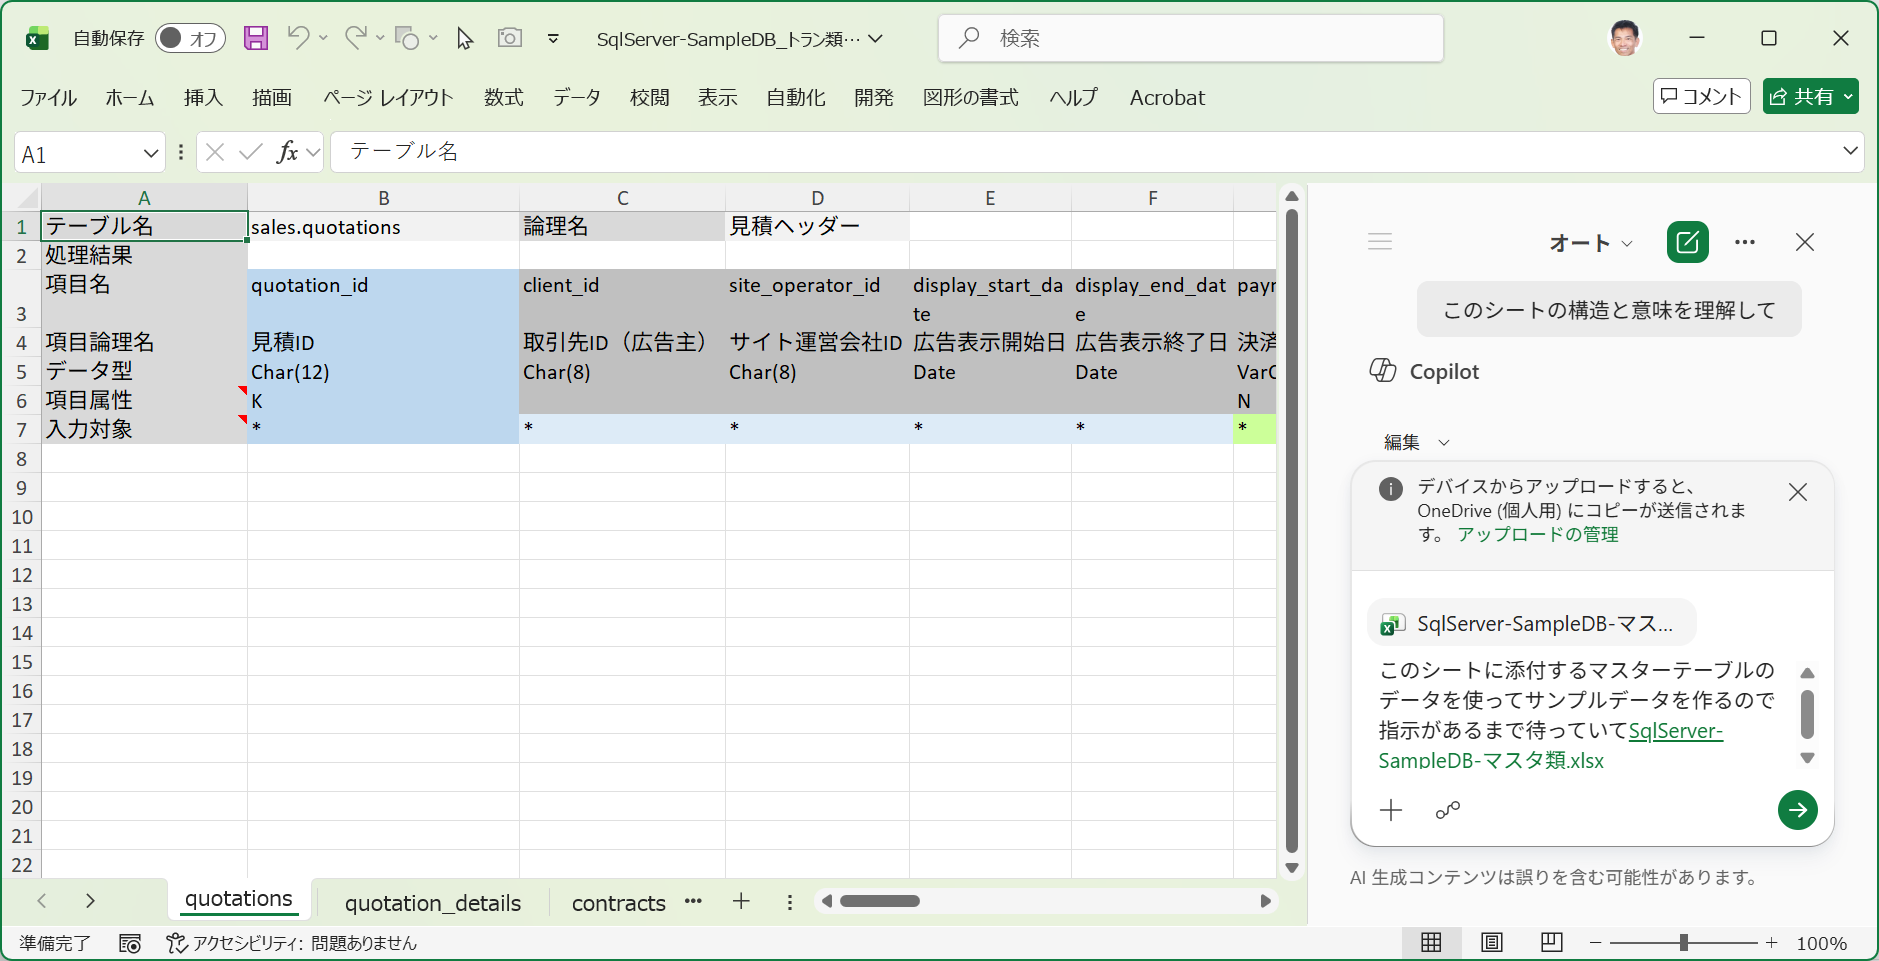 自動保存 オフ SqlServer-SampleDB_トラン類… 検索
ファイル ホーム 挿入 描画 ページ レイアウト 数式 データ 校閲 表示 自動化 開発 図形の書式 ヘルプ Acrobat コメント 共有
A1 fx テーブル名
A B C D E F
1 テーブル名 sales.quotations 論理名 見積ヘッダー
2 処理結果
3 項目名 quotation_id client_id site_operator_id display_start_date display_end_date payr
4 項目論理名 見積ID 取引先ID（広告主） サイト運営会社ID 広告表示開始日 広告表示終了日 決済
5 データ型 Char(12) Char(8) Char(8) Date Date VarC
6 項目属性 K N
7 入力対象 * * * * * *
8
9
10
11
12
13
14
15
16
17
18
19
20
21
22
quotations quotation_details contracts … +
準備完了 アクセシビリティ: 問題ありません 100%
オート
このシートの構造と意味を理解して
Copilot
編集
デバイスからアップロードすると、
OneDrive (個人用) にコピーが送信されま
す。 アップロードの管理
SqlServer-SampleDB-マス...
このシートに添付するマスターテーブルの
データを使ってサンプルデータを作るので
指示があるまで待っていてSqlServer-
SampleDB-マスタ類.xlsx
AI 生成コンテンツは誤りを含む可能性があります。